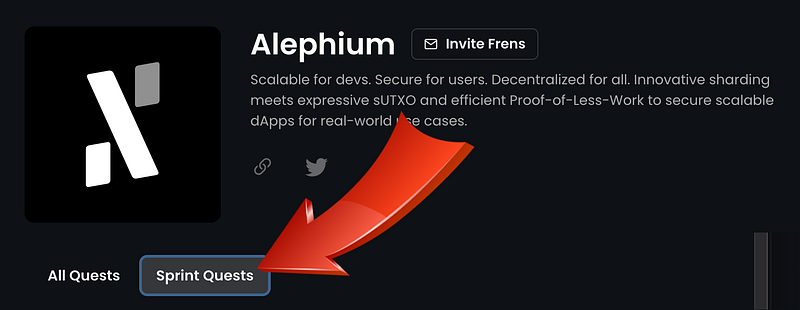 Alephium
Invite Frens
Scalable for devs. Secure for users. Decentralized for all. Innovative sharding
meets expressive sUTXO and efficient Proof-of-Less-Work to secure scalable
dApps for real-world use cases.
All Quests
Sprint Quests